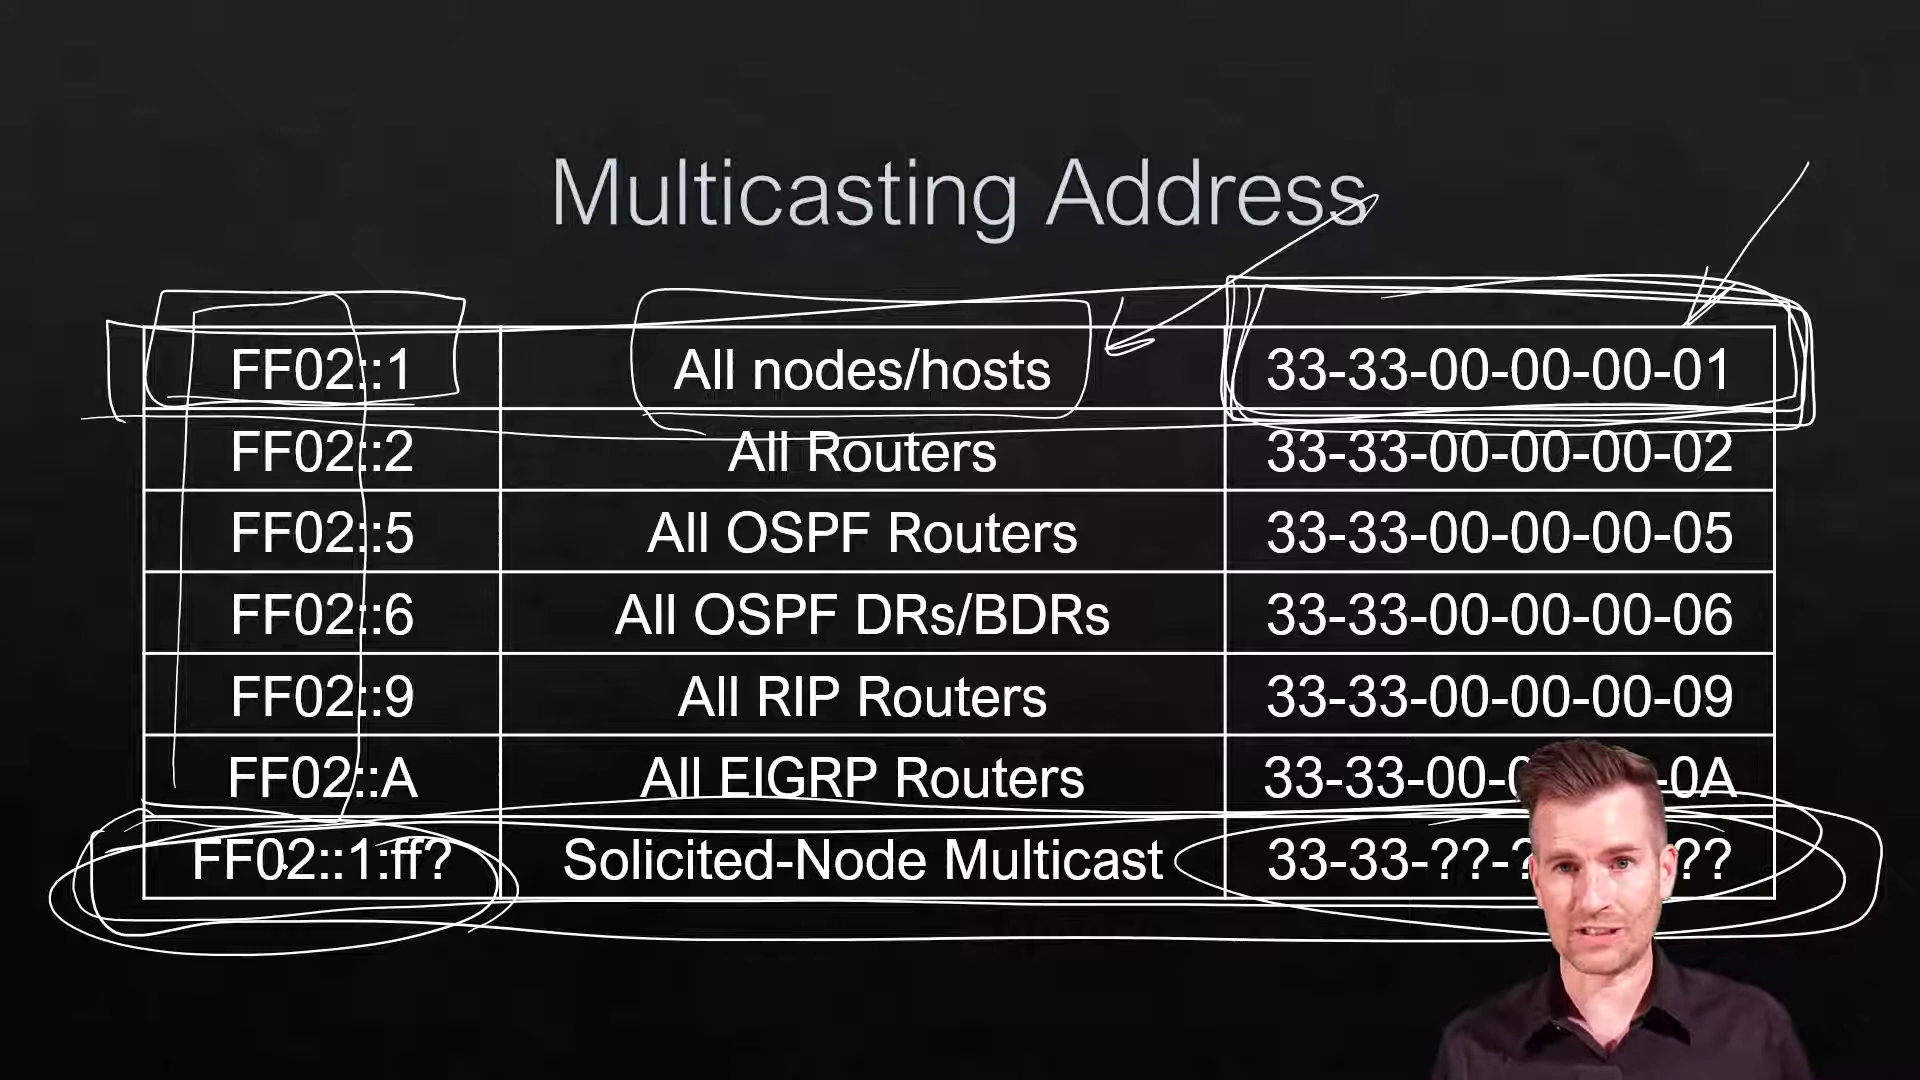 Multicasting Address
FF02::1 All nodes/hosts 33-33-00-00-00-01
FF02::2 All Routers 33-33-00-00-00-02
FF02::5 All OSPF Routers 33-33-00-00-00-05
FF02::6 All OSPF DRs/BDRs 33-33-00-00-00-06
FF02::9 All RIP Routers 33-33-00-00-00-09
FF02::A All EIGRP Routers 33-33-00- -0A
FF02::1:ff? Solicited-Node Multicast 33-33-??-? ??